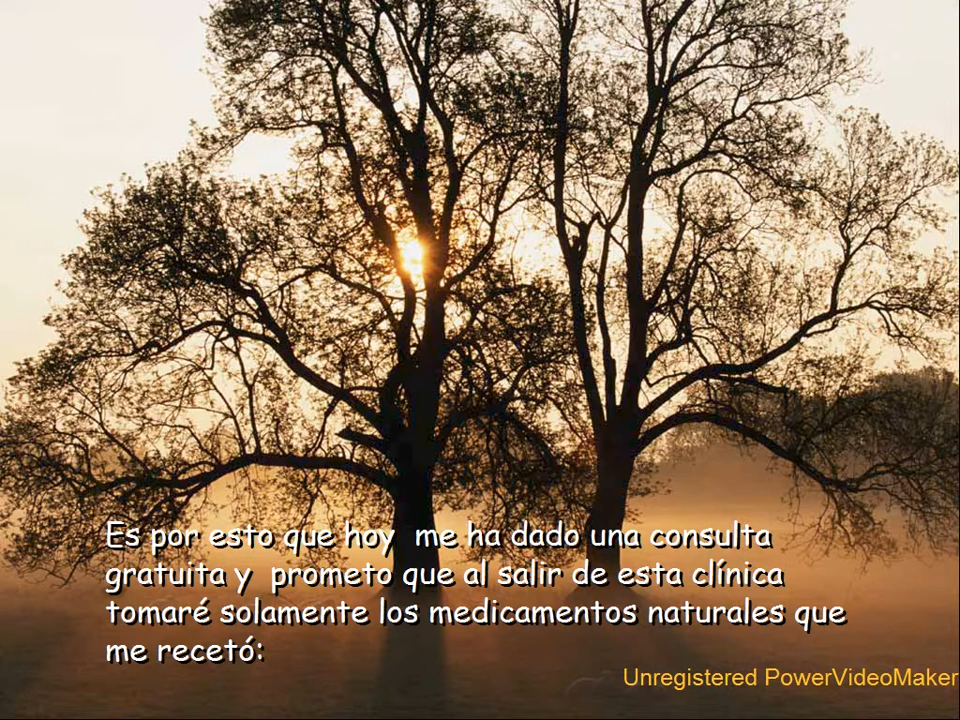 Es por esto que hoy  me ha dado una consulta
gratuita y  prometo que al salir de esta clínica
tomaré solamente los medicamentos naturales que
me recetó:
Unregistered PowerVideoMaker